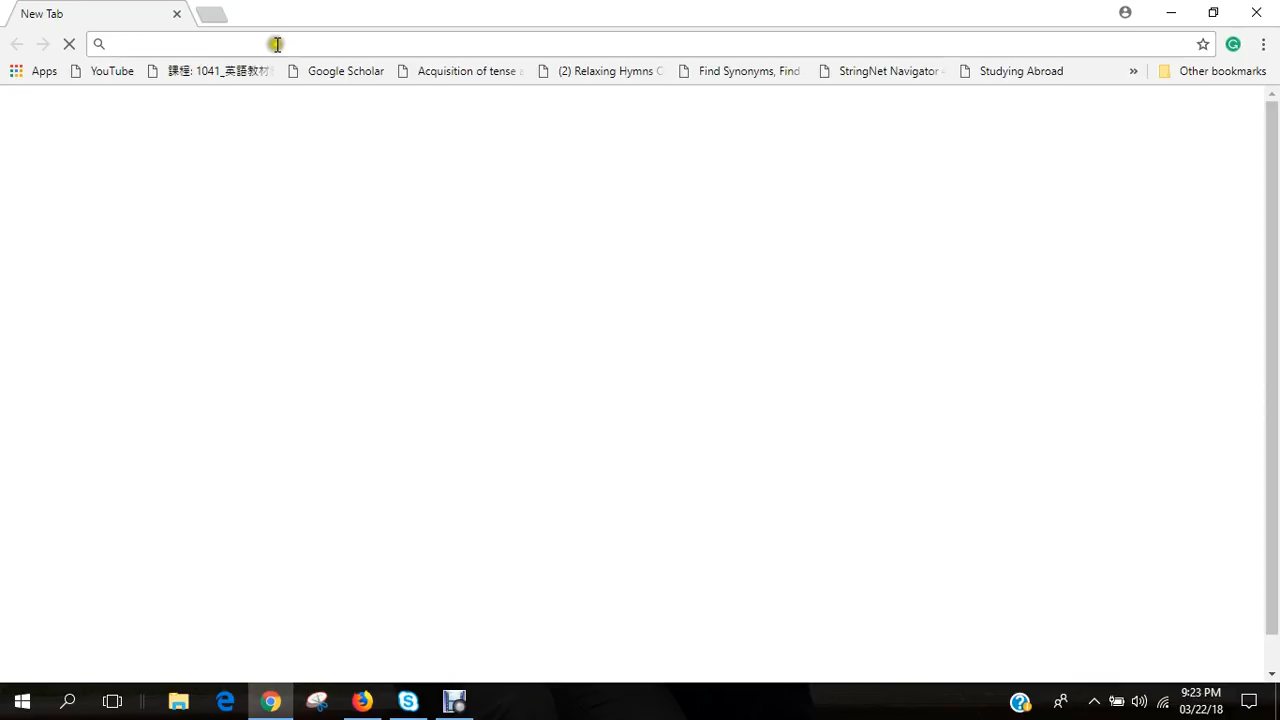 New Tab
Apps YouTube 課程: 1041_英語教材 Google Scholar Acquisition of tense (2) Relaxing Hymns Find Synonyms, Find StringNet Navigator Studying Abroad » Other bookmarks
9:23 PM
03/22/18